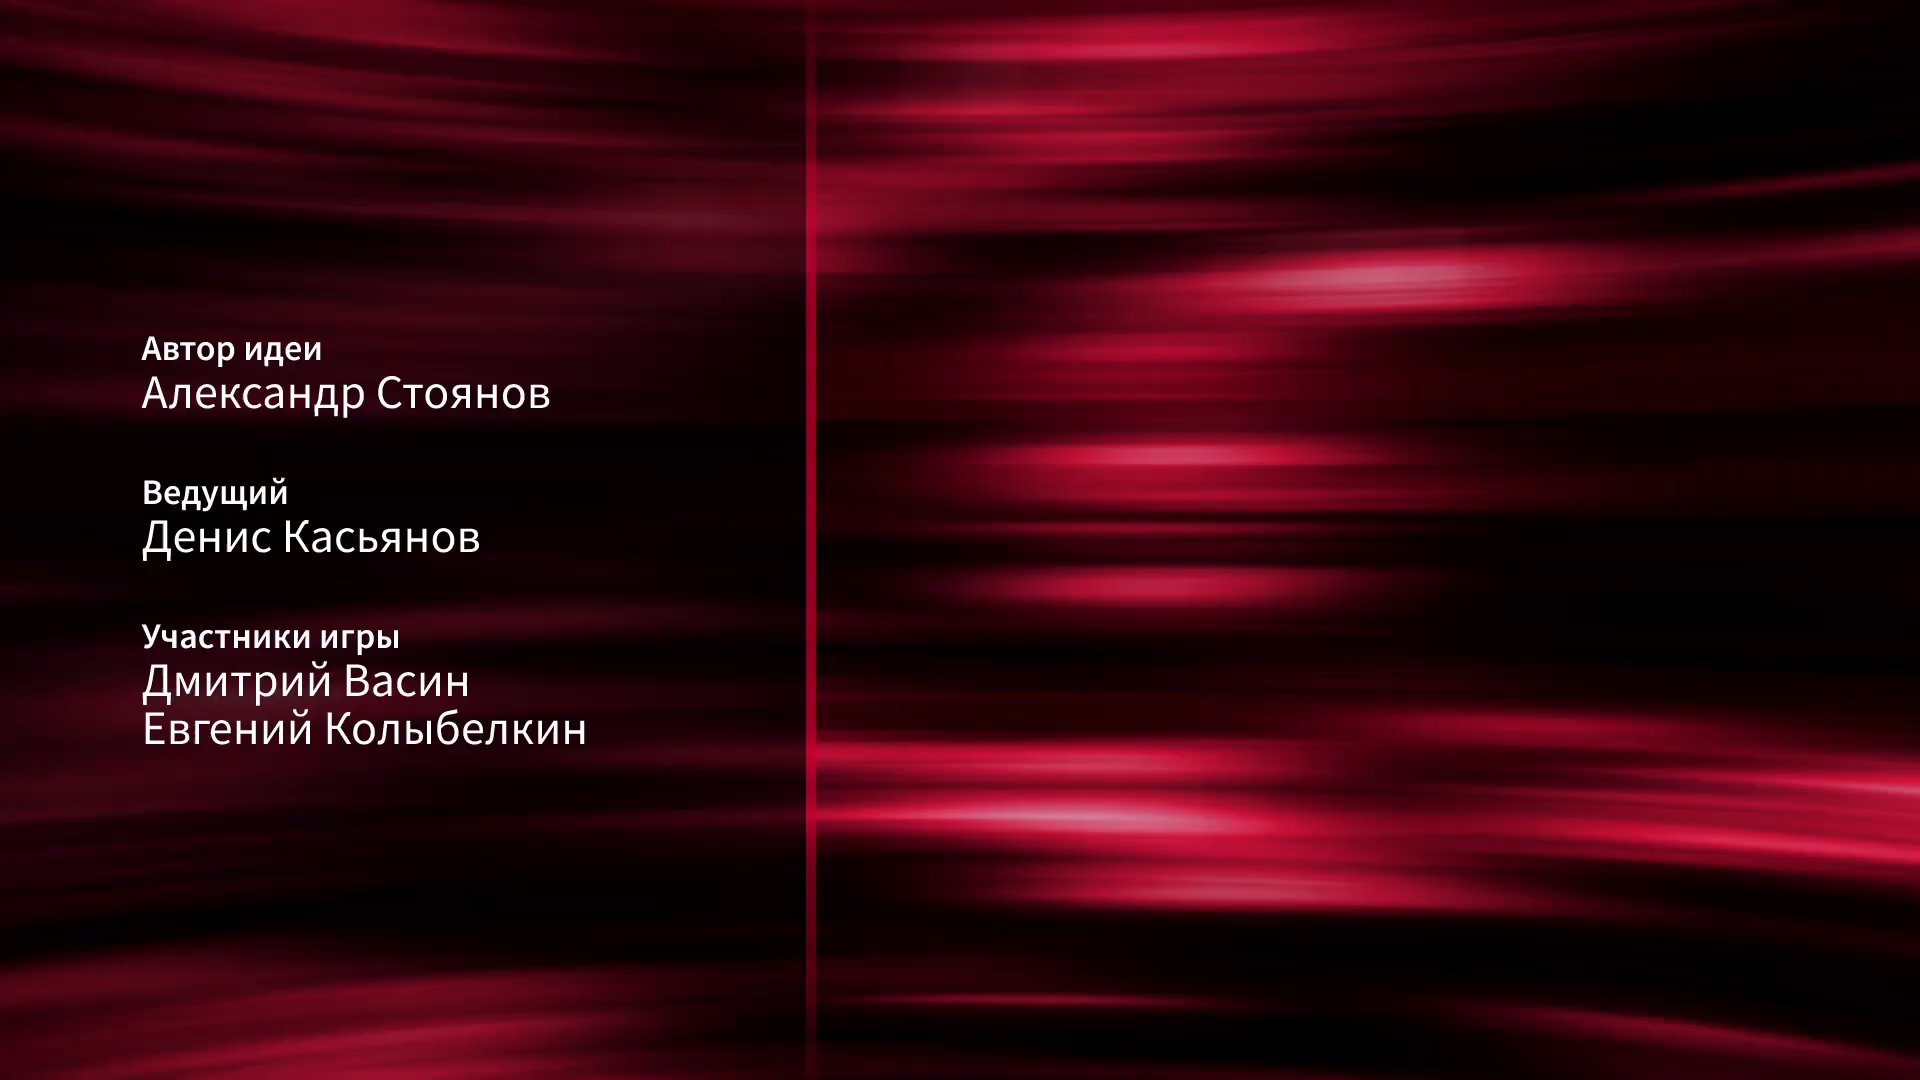 Автор идеи
Александр Стоянов
Ведущий
Денис Касьянов
Участники игры
Дмитрий Васин
Евгений Колыбелкин